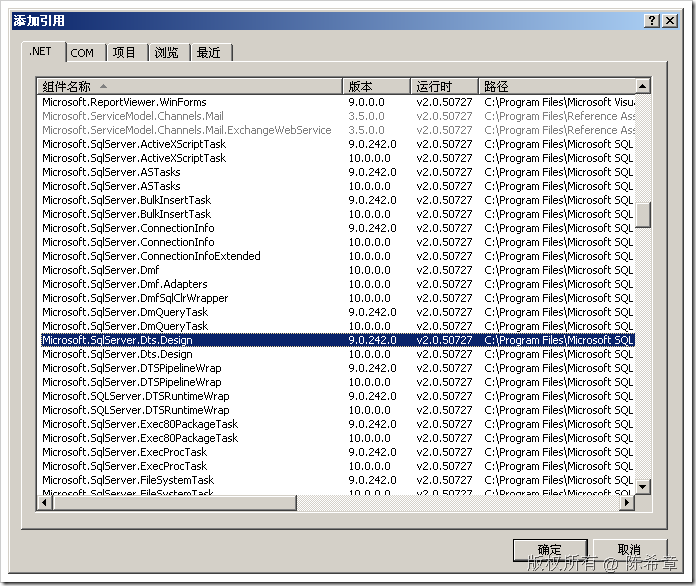 添加引用
.NET COM 项目 浏览 最近
组件名称 版本 运行时 路径
Microsoft.ReportViewer.WinForms 9.0.0.0 v2.0.50727 C:\Program Files\Microsoft Visua
Microsoft.ServiceModel.Channels.Mail 3.5.0.0 v2.0.50727 C:\Program Files\Reference Ass
Microsoft.ServiceModel.Channels.Mail.ExchangeWebService 3.5.0.0 v2.0.50727 C:\Program Files\Reference Ass
Microsoft.SqlServer.ActiveXScriptTask 9.0.242.0 v2.0.50727 C:\Program Files\Microsoft SQL
Microsoft.SqlServer.ActiveXScriptTask 10.0.0.0 v2.0.50727 C:\Program Files\Microsoft SQL
Microsoft.SqlServer.ASTasks 9.0.242.0 v2.0.50727 C:\Program Files\Microsoft SQL
Microsoft.SqlServer.ASTasks 10.0.0.0 v2.0.50727 C:\Program Files\Microsoft SQL
Microsoft.SqlServer.BulkInsertTask 9.0.242.0 v2.0.50727 C:\Program Files\Microsoft SQL
Microsoft.SqlServer.BulkInsertTask 10.0.0.0 v2.0.50727 C:\Program Files\Microsoft SQL
Microsoft.SqlServer.ConnectionInfo 9.0.242.0 v2.0.50727 C:\Program Files\Microsoft SQL
Microsoft.SqlServer.ConnectionInfo 10.0.0.0 v2.0.50727 C:\Program Files\Microsoft SQL
Microsoft.SqlServer.ConnectionInfoExtended 10.0.0.0 v2.0.50727 C:\Program Files\Microsoft SQL
Microsoft.SqlServer.Dmf 10.0.0.0 v2.0.50727 C:\Program Files\Microsoft SQL
Microsoft.SqlServer.Dmf.Adapters 10.0.0.0 v2.0.50727 C:\Program Files\Microsoft SQL
Microsoft.SqlServer.DmfSqlClrWrapper 10.0.0.0 v2.0.50727 C:\Program Files\Microsoft SQL
Microsoft.SqlServer.DmQueryTask 9.0.242.0 v2.0.50727 C:\Program Files\Microsoft SQL
Microsoft.SqlServer.DmQueryTask 10.0.0.0 v2.0.50727 C:\Program Files\Microsoft SQL
Microsoft.SqlServer.Dts.Design 9.0.242.0 v2.0.50727 C:\Program Files\Microsoft SQL
Microsoft.SqlServer.Dts.Design 10.0.0.0 v2.0.50727 C:\Program Files\Microsoft SQL
Microsoft.SqlServer.DTSPipelineWrap 9.0.242.0 v2.0.50727 C:\Program Files\Microsoft SQL
Microsoft.SqlServer.DTSPipelineWrap 10.0.0.0 v2.0.50727 C:\Program Files\Microsoft SQL
Microsoft.SQLServer.DTSRuntimeWrap 9.0.242.0 v2.0.50727 C:\Program Files\Microsoft SQL
Microsoft.SQLServer.DTSRuntimeWrap 10.0.0.0 v2.0.50727 C:\Program Files\Microsoft SQL
Microsoft.SqlServer.Exec80PackageTask 9.0.242.0 v2.0.50727 C:\Program Files\Microsoft SQL
Microsoft.SqlServer.Exec80PackageTask 10.0.0.0 v2.0.50727 C:\Program Files\Microsoft SQL
Microsoft.SqlServer.ExecProcTask 9.0.242.0 v2.0.50727 C:\Program Files\Microsoft SQL
Microsoft.SqlServer.ExecProcTask 10.0.0.0 v2.0.50727 C:\Program Files\Microsoft SQL
Microsoft.SqlServer.FileSystemTask 9.0.242.0 v2.0.50727 C:\Program Files\Microsoft SQL
Microsoft.SqlServer.FileSystemTask 10.0.0.0 v2.0.50727 C:\Program Files\Microsoft SQL
确定 取消
版权所有 @ 陈希章